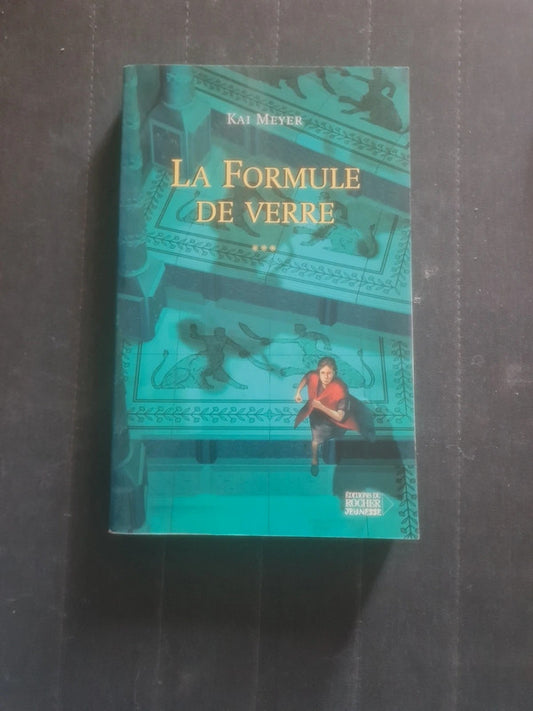 KAI MEYER
LA FORMULE
DE VERRE
***
ÉDITIONS DU
ROCHER
JEUNESSE